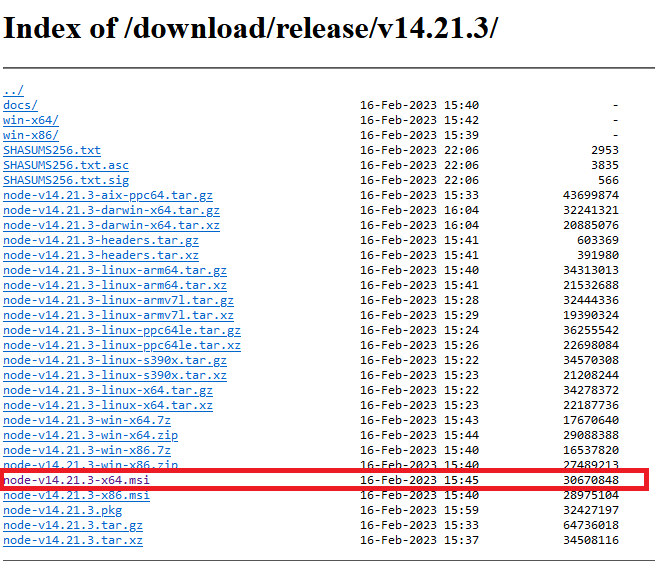 Index of /download/release/v14.21.3/
../
docs/ 16-Feb-2023 15:40 -
win-x64/ 16-Feb-2023 15:42 -
win-x86/ 16-Feb-2023 15:39 -
SHASUMS256.txt 16-Feb-2023 22:06 2953
SHASUMS256.txt.asc 16-Feb-2023 22:06 3835
SHASUMS256.txt.sig 16-Feb-2023 22:06 566
node-v14.21.3-aix-ppc64.tar.gz 16-Feb-2023 15:33 43699874
node-v14.21.3-darwin-x64.tar.gz 16-Feb-2023 16:04 32241321
node-v14.21.3-darwin-x64.tar.xz 16-Feb-2023 16:04 20885076
node-v14.21.3-headers.tar.gz 16-Feb-2023 15:41 603369
node-v14.21.3-headers.tar.xz 16-Feb-2023 15:41 391980
node-v14.21.3-linux-arm64.tar.gz 16-Feb-2023 15:40 34313013
node-v14.21.3-linux-arm64.tar.xz 16-Feb-2023 15:41 21532688
node-v14.21.3-linux-armv7l.tar.gz 16-Feb-2023 15:28 32444336
node-v14.21.3-linux-armv7l.tar.xz 16-Feb-2023 15:29 19390324
node-v14.21.3-linux-ppc64le.tar.gz 16-Feb-2023 15:24 36255542
node-v14.21.3-linux-ppc64le.tar.xz 16-Feb-2023 15:26 22698084
node-v14.21.3-linux-s390x.tar.gz 16-Feb-2023 15:22 34570308
node-v14.21.3-linux-s390x.tar.xz 16-Feb-2023 15:23 21208244
node-v14.21.3-linux-x64.tar.gz 16-Feb-2023 15:22 34278372
node-v14.21.3-linux-x64.tar.xz 16-Feb-2023 15:23 22187736
node-v14.21.3-win-x64.7z 16-Feb-2023 15:43 17670640
node-v14.21.3-win-x64.zip 16-Feb-2023 15:44 29088388
node-v14.21.3-win-x86.7z 16-Feb-2023 15:40 16537820
node-v14.21.3-win-x86.zip 16-Feb-2023 15:40 27489213
node-v14.21.3-x64.msi 16-Feb-2023 15:45 30670848
node-v14.21.3-x86.msi 16-Feb-2023 15:40 28975104
node-v14.21.3.pkg 16-Feb-2023 15:59 32427197
node-v14.21.3.tar.gz 16-Feb-2023 15:33 64736018
node-v14.21.3.tar.xz 16-Feb-2023 15:37 34508116